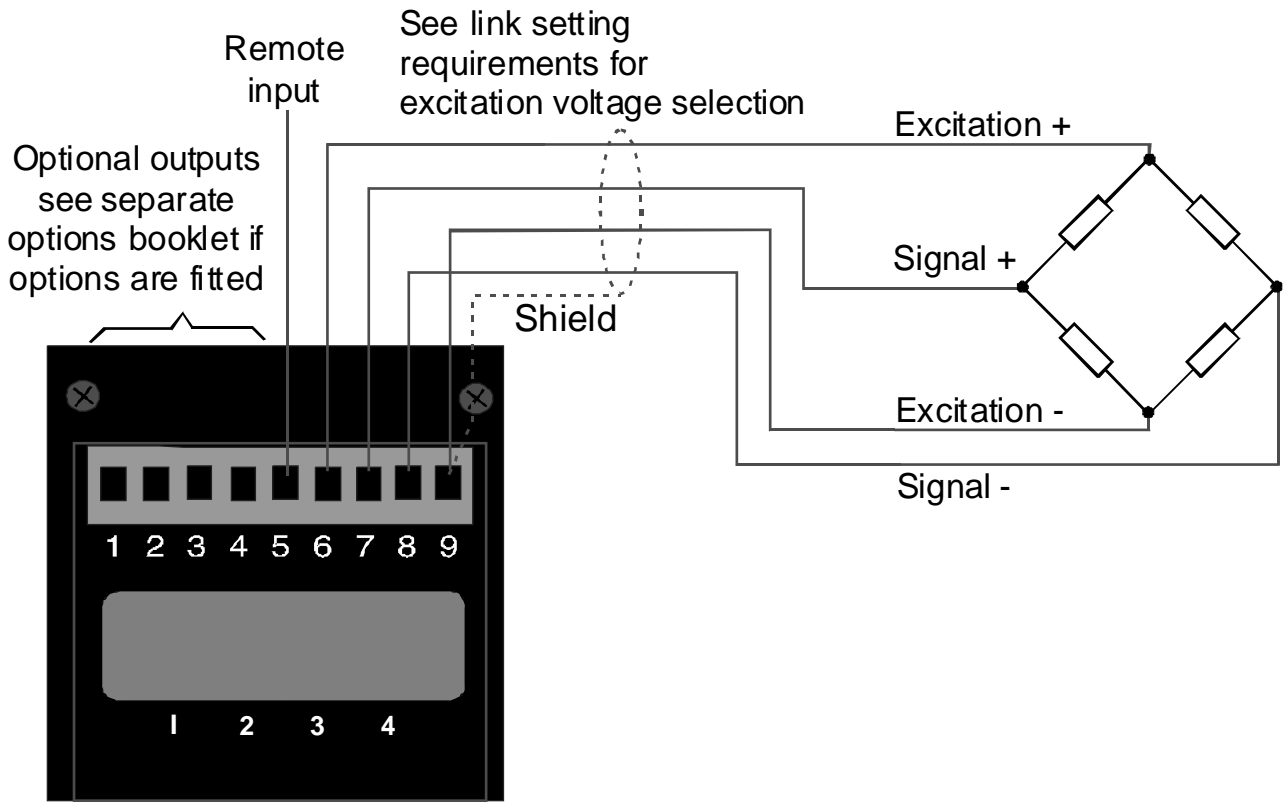 Remote
input
See link setting
requirements for
excitation voltage selection
Optional outputs
see separate
options booklet if
options are fitted
Excitation +
Signal +
Shield
Excitation -
Signal -
1 2 3 4 5 6 7 8 9
I 2 3 4